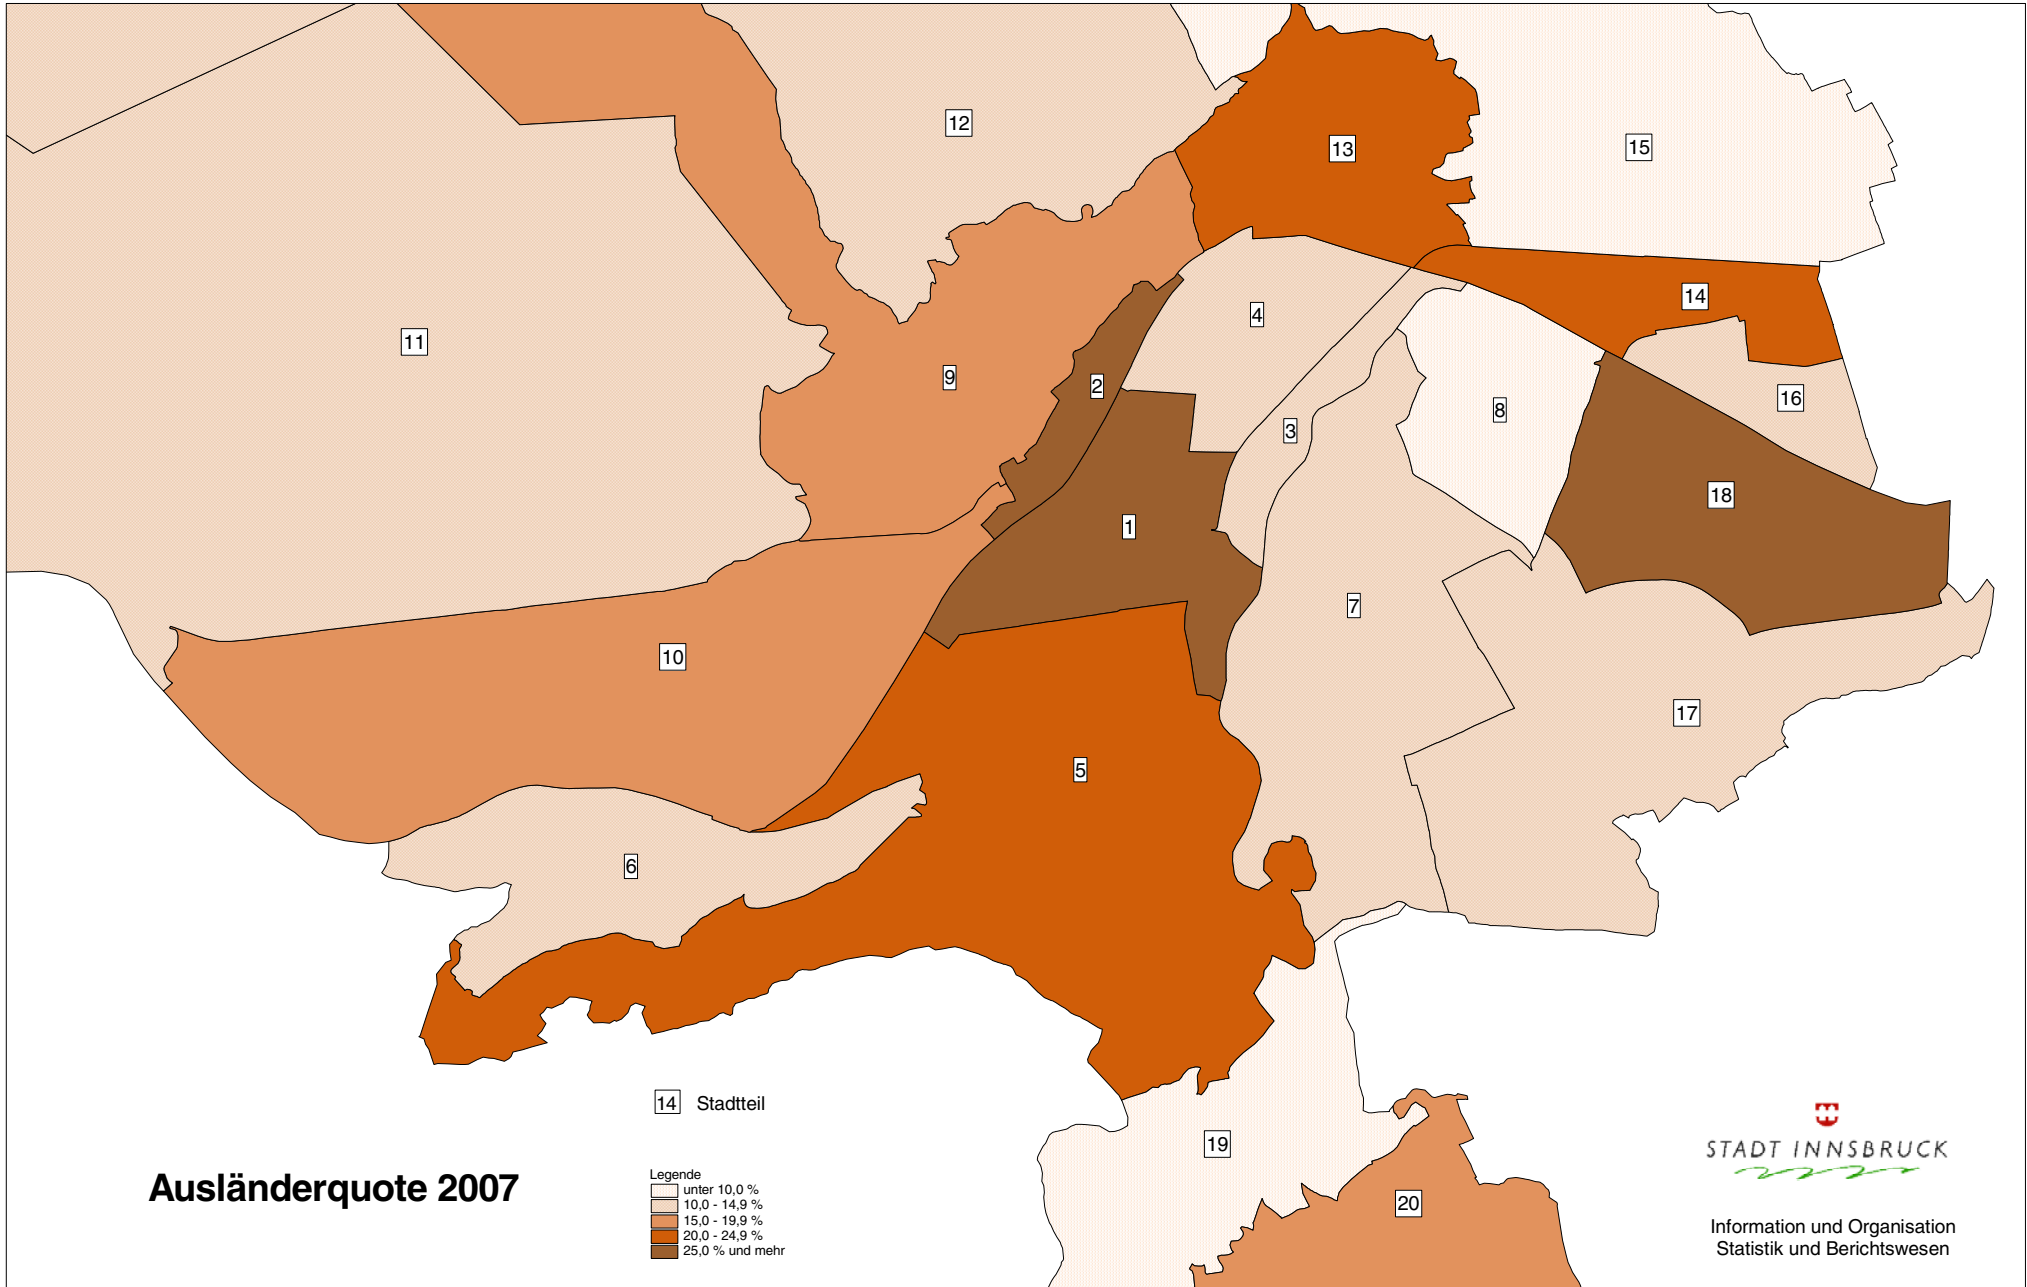 12
13
15
14
4
11
9
2
16
8
3
18
1
7
10
17
5
6
14 Stadtteil
19
20
STADT INNSBRUCK
Ausländerquote 2007
Legende
unter 10,0 %
10,0 - 14,9 %
15,0 - 19,9 %
20,0 - 24,9 %
25,0 % und mehr
Information und Organisation
Statistik und Berichtswesen